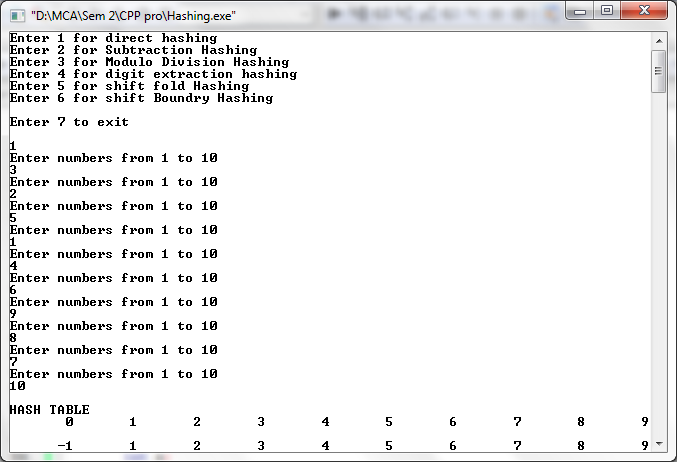 "D:\MCA\Sem 2\CPP pro\Hashing.exe"
Enter 1 for direct hashing
Enter 2 for Subtraction Hashing
Enter 3 for Modulo Division Hashing
Enter 4 for digit extraction hashing
Enter 5 for shift fold Hashing
Enter 6 for shift Boundry Hashing
Enter 7 to exit
1
Enter numbers from 1 to 10
3
Enter numbers from 1 to 10
2
Enter numbers from 1 to 10
5
Enter numbers from 1 to 10
1
Enter numbers from 1 to 10
4
Enter numbers from 1 to 10
6
Enter numbers from 1 to 10
9
Enter numbers from 1 to 10
8
Enter numbers from 1 to 10
7
Enter numbers from 1 to 10
10
HASH TABLE
0 1 2 3 4 5 6 7 8 9
-1 1 2 3 4 5 6 7 8 9